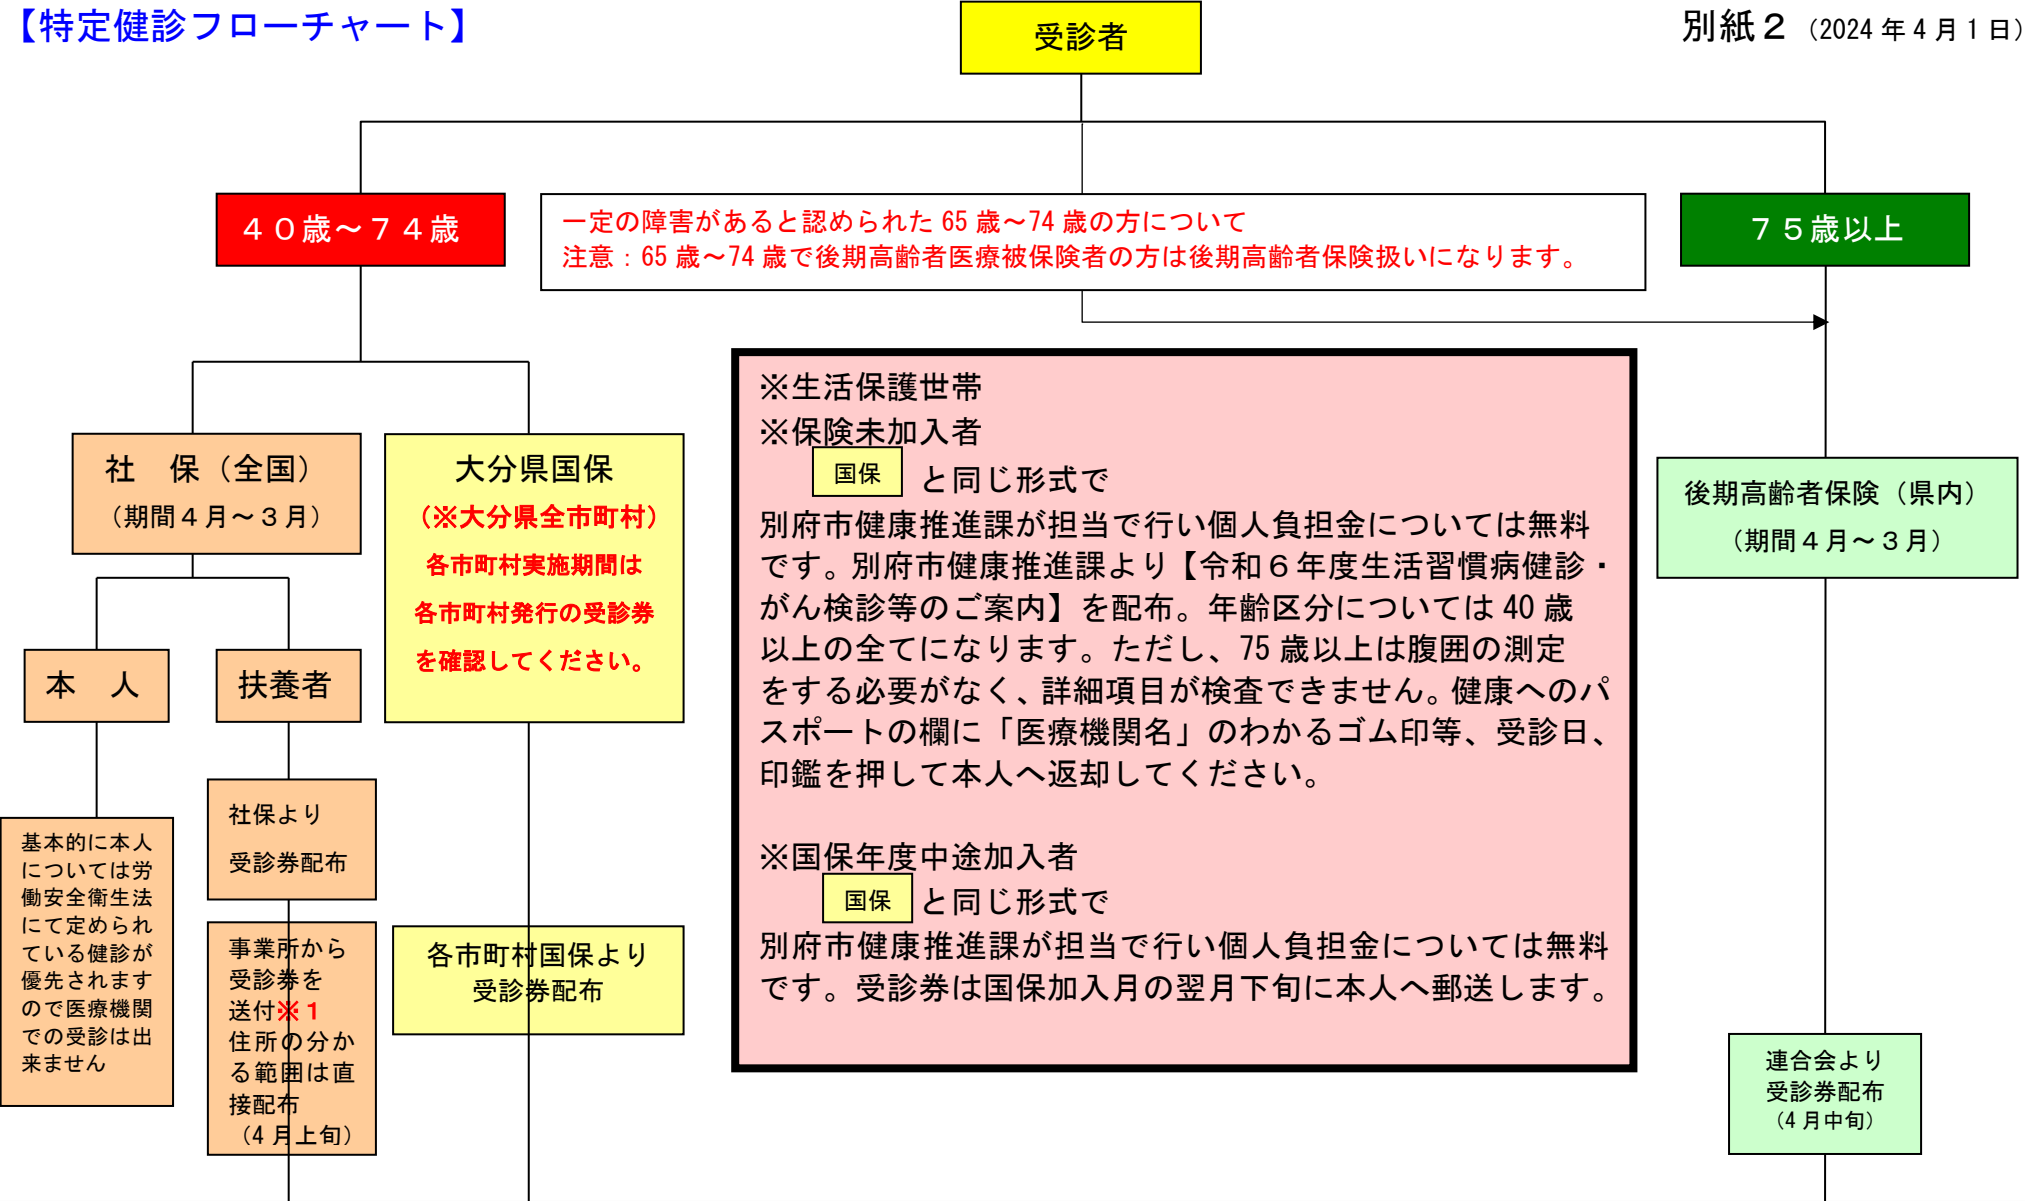 【特定健診フローチャート】
受診者
別紙２（2024年4月1日）
４０歳～７４歳
一定の障害があると認められた65歳～74歳の方について
注意：65歳～74歳で後期高齢者医療被保険者の方は後期高齢者保険扱いになります。
７５歳以上
社　保（全国）
（期間４月～３月）
大分県国保
（※大分県全市町村）
各市町村実施期間は
各市町村発行の受診券
を確認してください。
本　人
扶養者
基本的に本人
については労
働安全衛生法
にて定められ
ている健診が
優先されます
ので医療機関
での受診は出
来ません
社保より
受診券配布
事業所から
受診券を
送付※１
住所の分か
る範囲は直
接配布
（4月上旬）
各市町村国保より
受診券配布
※生活保護世帯
※保険未加入者
国保 と同じ形式で
別府市健康推進課が担当で行い個人負担金については無料
です。別府市健康推進課より【令和６年度生活習慣病健診・
がん検診等のご案内】を配布。年齢区分については40歳
以上の全てになります。ただし、75歳以上は腹囲の測定
をする必要がなく、詳細項目が検査できません。健康へのパ
スポートの欄に「医療機関名」のわかるゴム印等、受診日、
印鑑を押して本人へ返却してください。
※国保年度中途加入者
国保 と同じ形式で
別府市健康推進課が担当で行い個人負担金については無料
です。受診券は国保加入月の翌月下旬に本人へ郵送します。
後期高齢者保険（県内）
（期間４月～３月）
連合会より
受診券配布
（4月中旬）